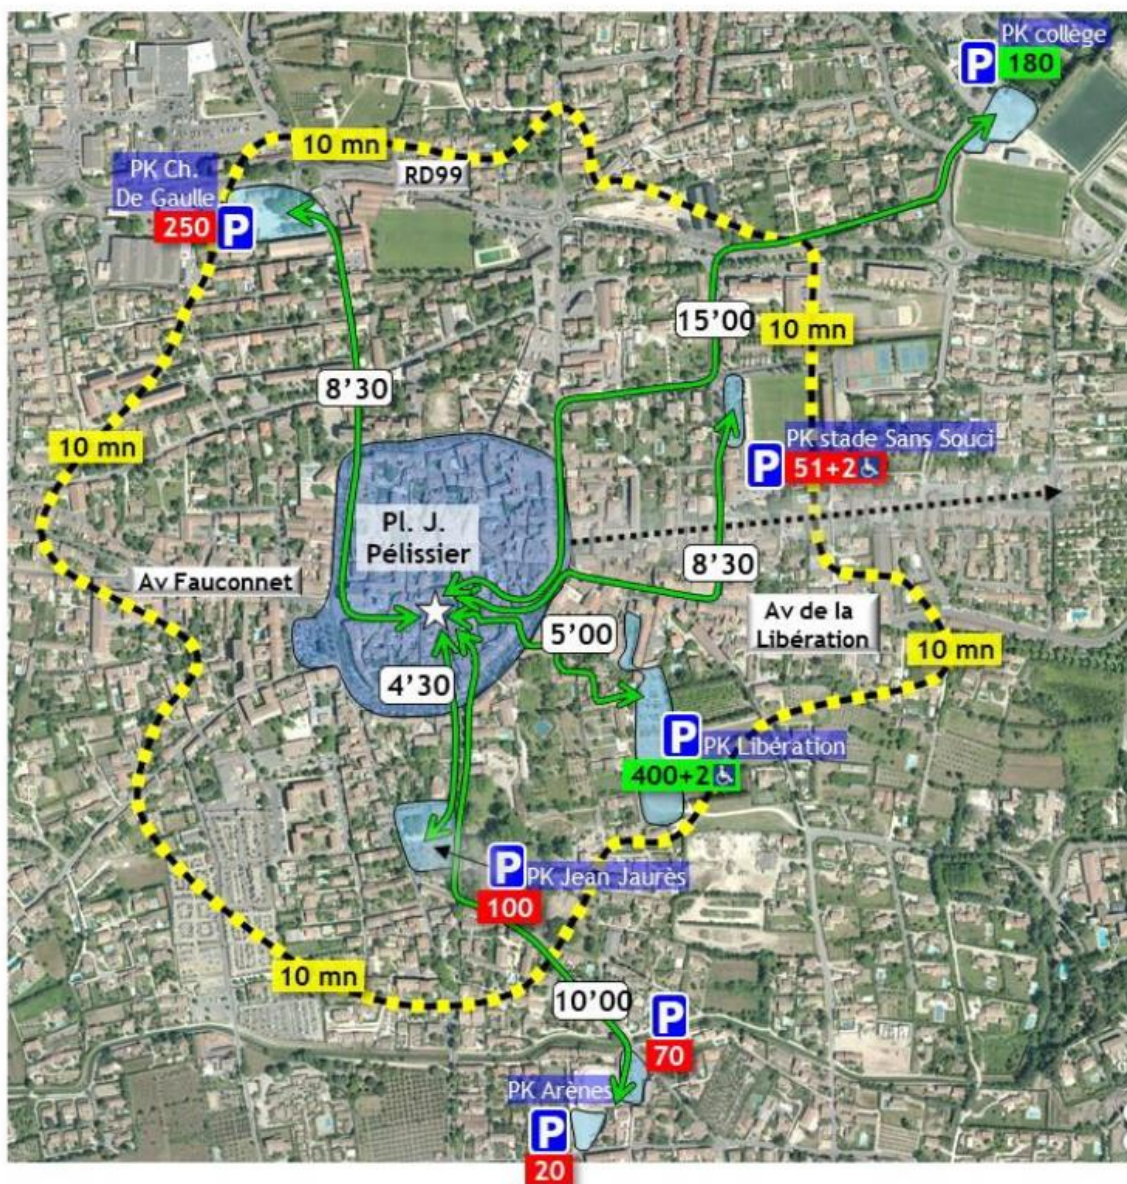 PK collège
P
180
10 mn
PK Ch.
De Gaulle
RD99
250
P
15'00
10 mn
8'30
10 mn
PK stade Sans Souci
P
51+2
Pl. J.
Pélissier
8'30
Av Fauconnet
Av de la
Libération
5'00
10 mn
4'30
P
PK Libération
400+2
P
PK Jean Jaurès
100
10 mn
10'00
P
70
PK Arènes
P
20